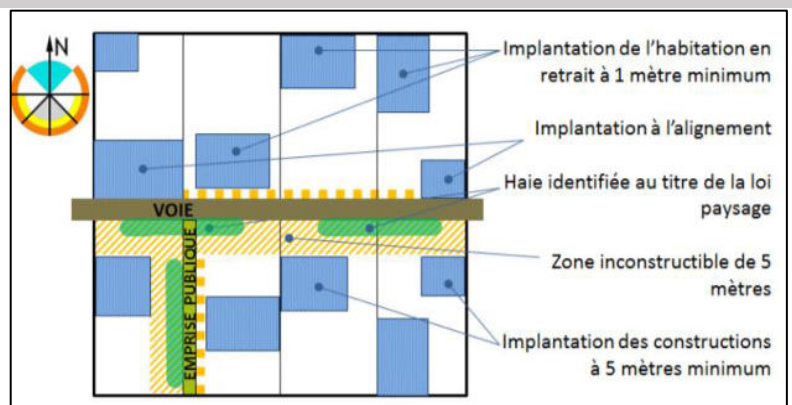 N
Implantation de l'habitation en
retrait à 1 mètre minimum
Implantation à l'alignement
Haie identifiée au titre de la loi
paysage
VOIE
EMPRISE PUBLIQUE
Zone inconstructible de 5
mètres
Implantation des constructions
à 5 mètres minimum